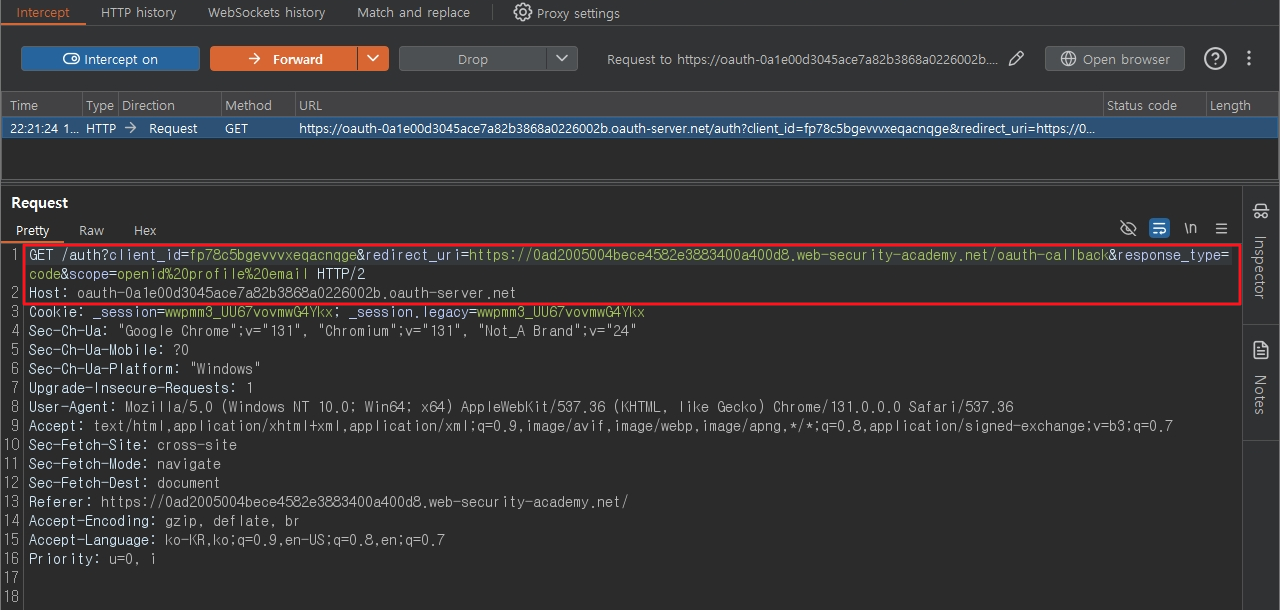 Intercept HTTP history WebSockets history Match and replace Proxy settings
Intercept on Forward Drop Request to https://oauth-0a1e00d3045ace7a82b3868a0226002b.... Open browser
Time Type Direction Method URL Status code Length
22:21:24 1... HTTP Request GET https://oauth-0a1e00d3045ace7a82b3868a0226002b.oauth-server.net/auth?client_id=fp78c5bgevvvxeqacnqge&redirect_uri=https://0...
Request
Pretty Raw Hex \n
1 GET /auth?client_id=fp78c5bgevvvxeqacnqge&redirect_uri=https://0ad2005004bece4582e3883400a400d8.web-security-academy.net/oauth-callback&response_type=
code&scope=openid%20profile%20email HTTP/2
2 Host: oauth-0a1e00d3045ace7a82b3868a0226002b.oauth-server.net
3 Cookie: _session=wwpmm3_UU67vovmwG4Ykx; _session.legacy=wwpmm3_UU67vovmwG4Ykx
4 Sec-Ch-Ua: "Google Chrome";v="131", "Chromium";v="131", "Not_A Brand";v="24"
5 Sec-Ch-Ua-Mobile: ?0
6 Sec-Ch-Ua-Platform: "Windows"
7 Upgrade-Insecure-Requests: 1
8 User-Agent: Mozilla/5.0 (Windows NT 10.0; Win64; x64) AppleWebKit/537.36 (KHTML, like Gecko) Chrome/131.0.0.0 Safari/537.36
9 Accept: text/html,application/xhtml+xml,application/xml;q=0.9,image/avif,image/webp,image/apng,*/*;q=0.8,application/signed-exchange;v=b3;q=0.7
10 Sec-Fetch-Site: cross-site
11 Sec-Fetch-Mode: navigate
12 Sec-Fetch-Dest: document
13 Referer: https://0ad2005004bece4582e3883400a400d8.web-security-academy.net/
14 Accept-Encoding: gzip, deflate, br
15 Accept-Language: ko-KR,ko;q=0.9,en-US;q=0.8,en;q=0.7
16 Priority: u=0, i
17
18
Inspector
Notes